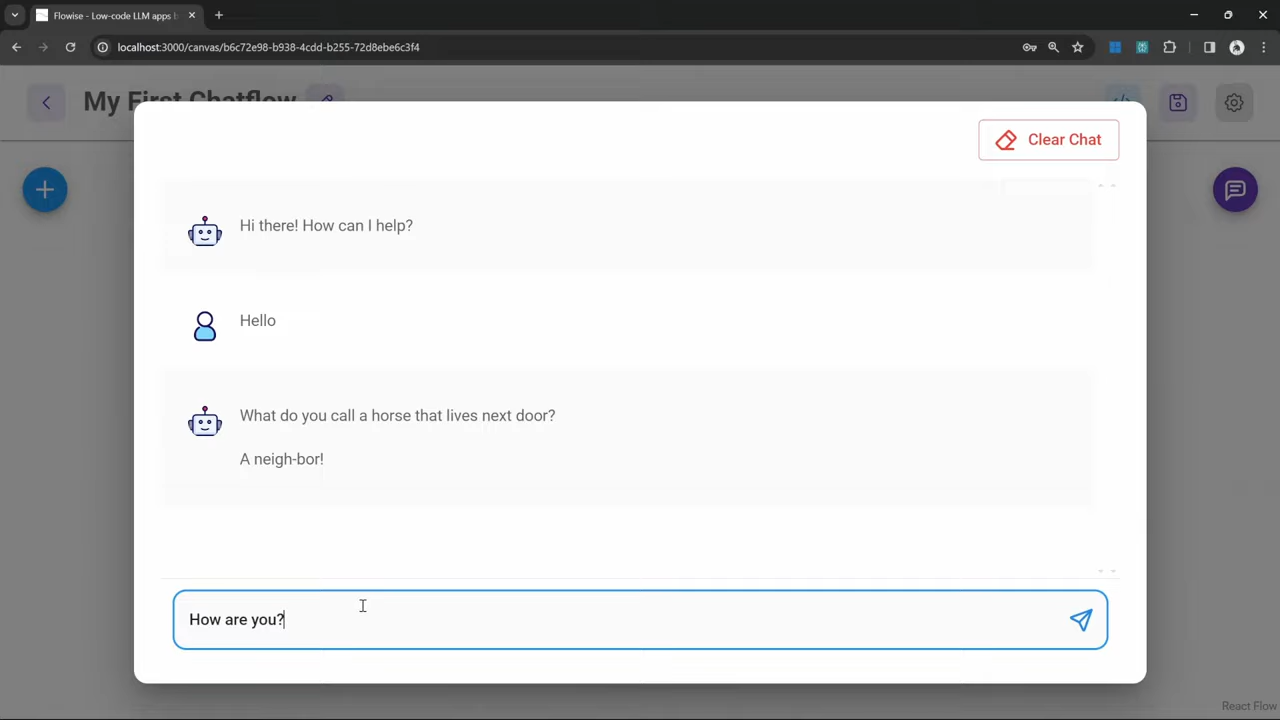 Flowise - Low-code LLM apps b
localhost:3000/canvas/b6c72e98-b938-4cdd-b255-72d8ebe6c3f4
My First Chatflow
Clear Chat
Hi there! How can I help?
Hello
What do you call a horse that lives next door?
A neigh-bor!
How are you?
React Flow